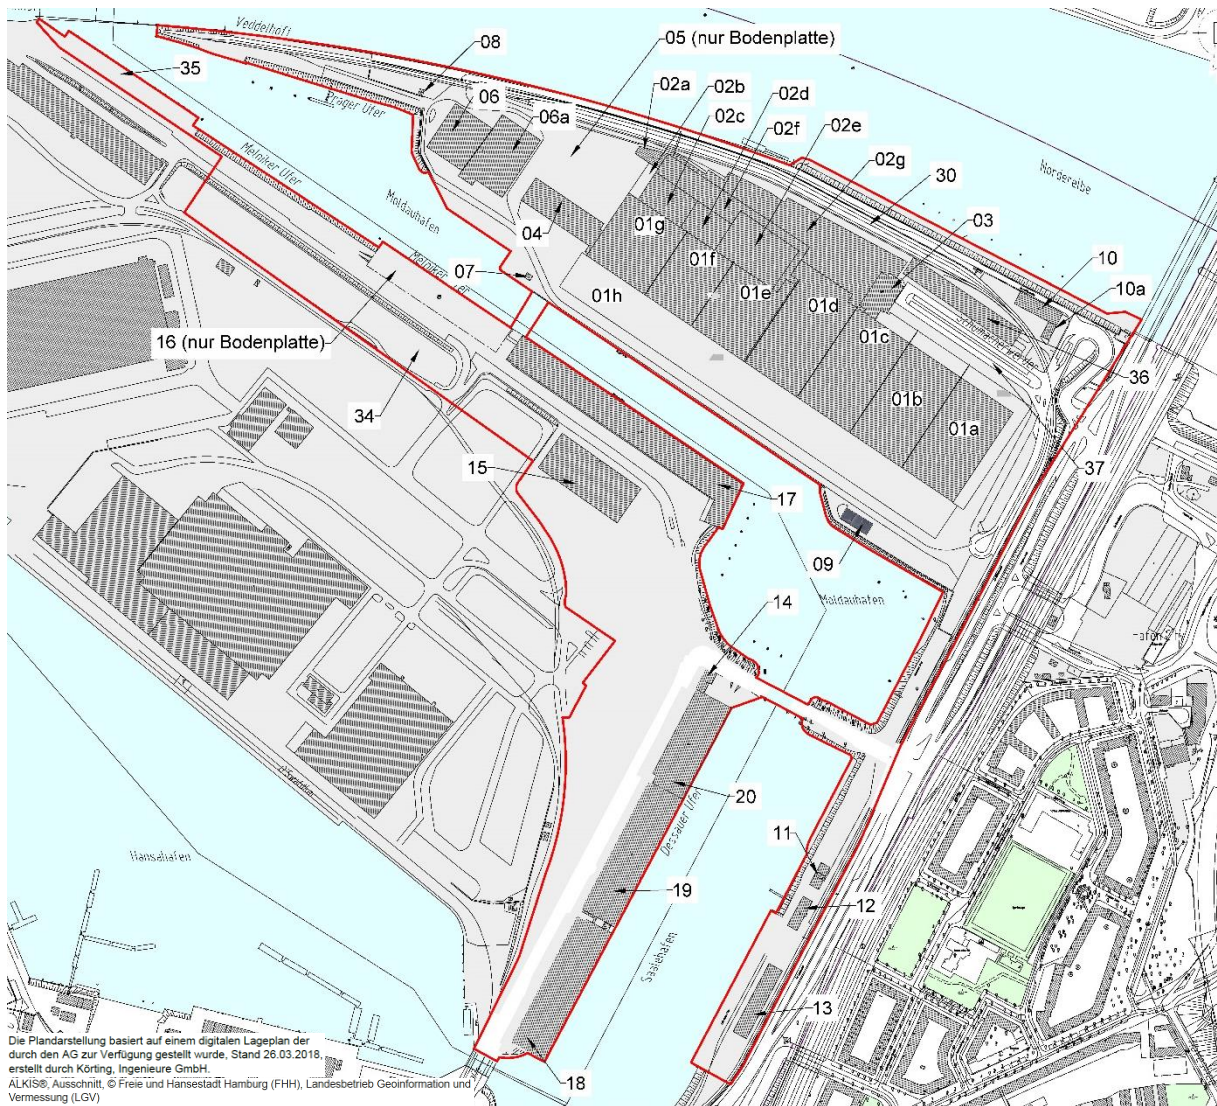 Veddelhöft
08
05 (nur Bodenplatte)
35
06
06a
02a
02b
02c
02d
02f
02e
02g
30
03
Norderelbe
Prager Ufer
Melniker Ufer
Moldauhafen
04
01g
01f
01e
01d
01c
01b
01a
01h
10
10a
07
Melniker Ufer
16 (nur Bodenplatte)
34
36
37
15
17
09
Moldauhafen
14
20
Dessauer Ufer
11
19
12
Saalehafen
13
18
Hansahafen
Die Plandarstellung basiert auf einem digitalen Lageplan der
durch den AG zur Verfügung gestellt wurde, Stand 26.03.2018,
erstellt durch Körting, Ingenieure GmbH.
ALKIS®, Ausschnitt, © Freie und Hansestadt Hamburg (FHH), Landesbetrieb Geoinformation und
Vermessung (LGV)